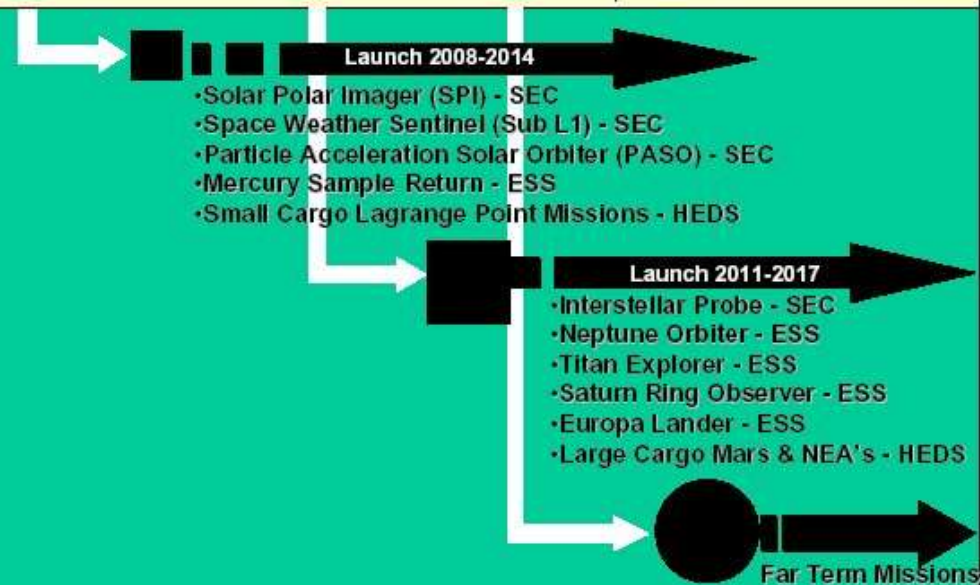 Launch 2008-2014
•Solar Polar Imager (SPI) - SEC
•Space Weather Sentinel (Sub L1) - SEC
•Particle Acceleration Solar Orbiter (PASO) - SEC
•Mercury Sample Return - ESS
•Small Cargo Lagrange Point Missions - HEDS
Launch 2011-2017
•Interstellar Probe - SEC
•Neptune Orbiter - ESS
•Titan Explorer - ESS
•Saturn Ring Observer - ESS
•Europa Lander - ESS
•Large Cargo Mars & NEA's - HEDS
Far Term Missions